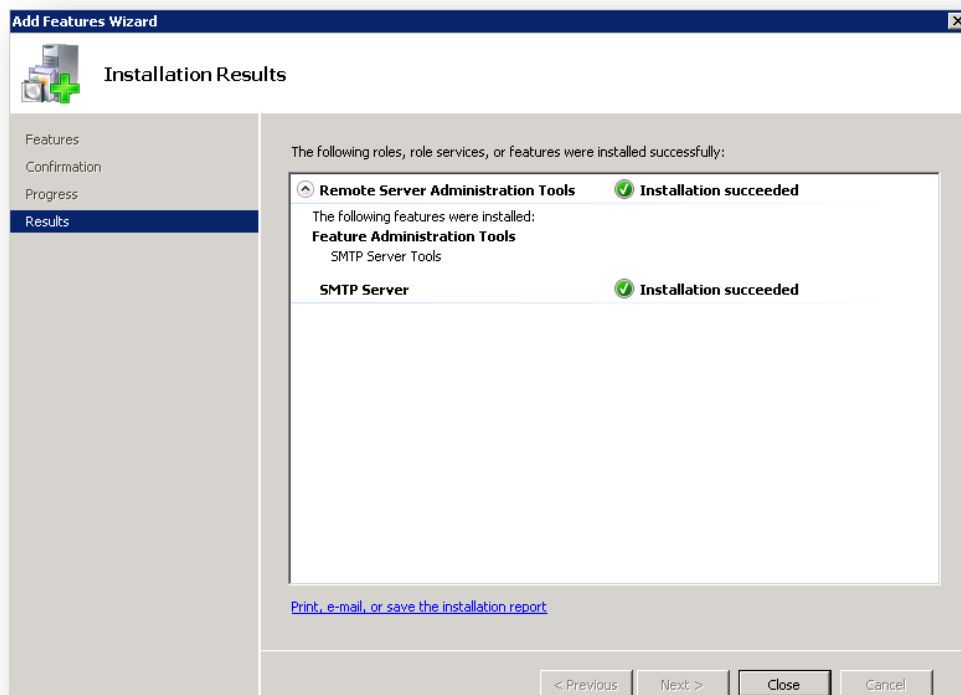 Add Features Wizard
Installation Results
Features
Confirmation
Progress
Results
The following roles, role services, or features were installed successfully:
Remote Server Administration Tools Installation succeeded
The following features were installed:
Feature Administration Tools
SMTP Server Tools
SMTP Server Installation succeeded
Print, e-mail, or save the installation report
< Previous Next > Close Cancel